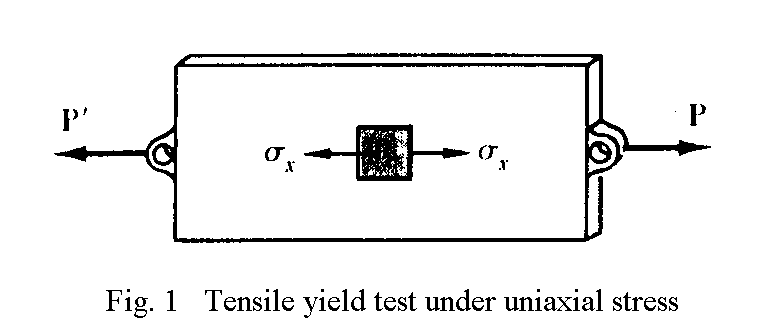 P′
P
σx
σx
Fig. 1 Tensile yield test under uniaxial stress